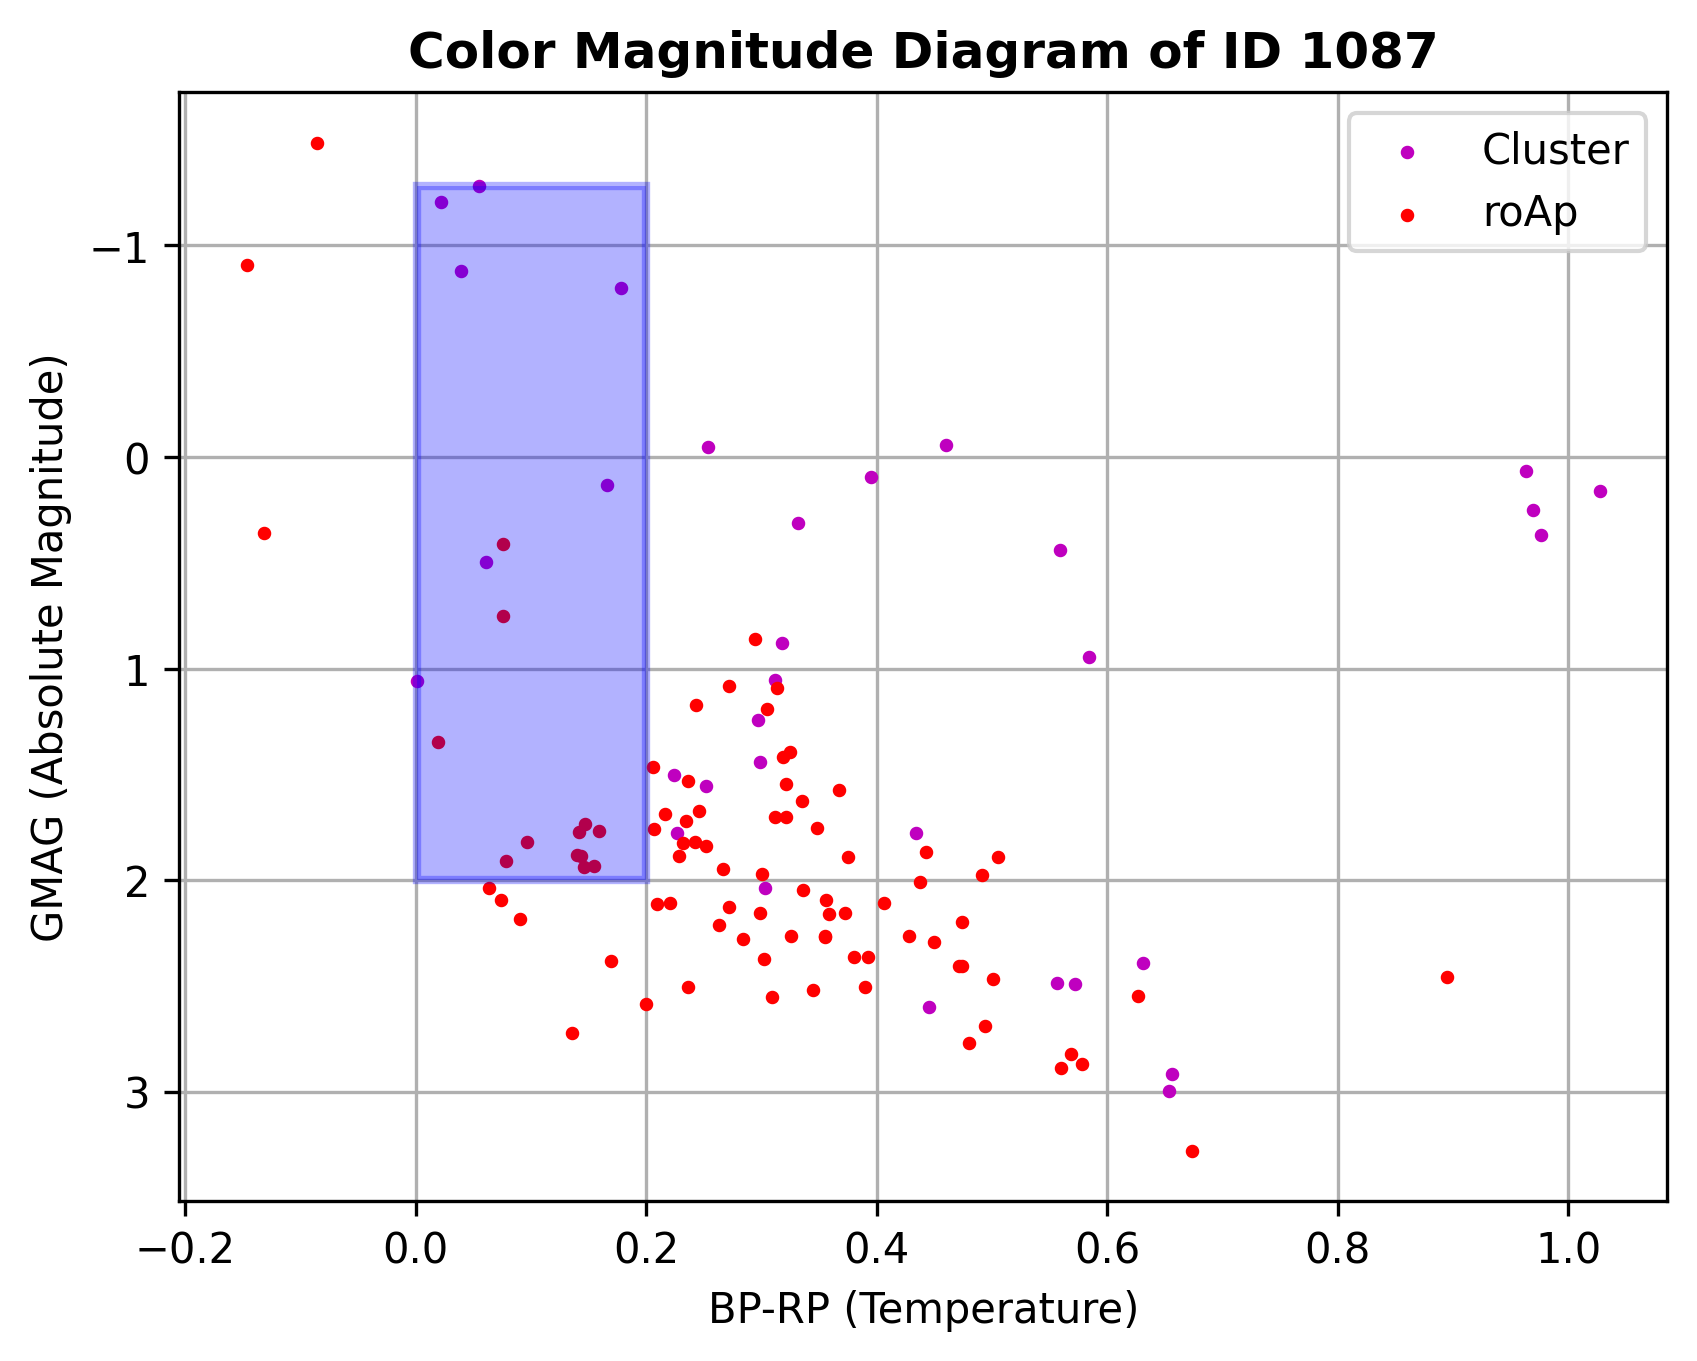 Color Magnitude Diagram of ID 1087
Cluster
roAp
GMAG (Absolute Magnitude)
−1
0
1
2
3
−0.2 0.0 0.2 0.4 0.6 0.8 1.0
BP-RP (Temperature)